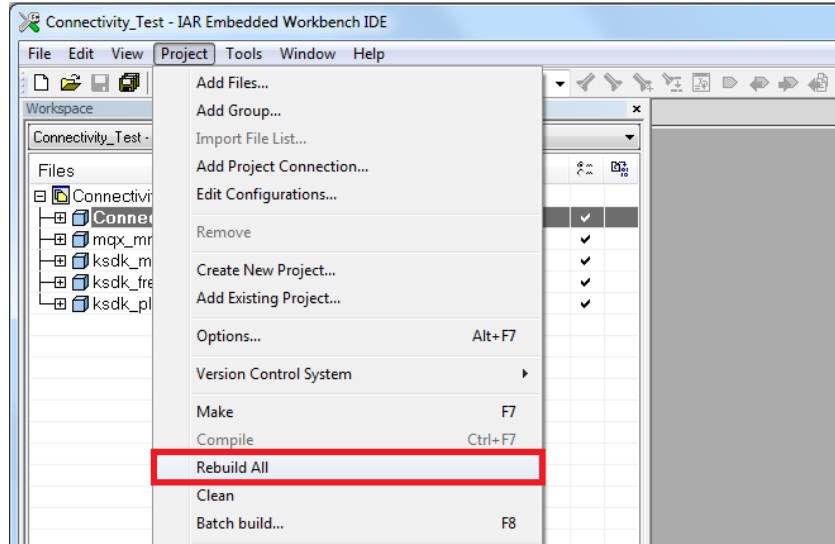 Connectivity_Test - IAR Embedded Workbench IDE
File Edit View Project Tools Window Help
Workspace
Connectivity_Test -
Files
Connectivi
Connec
mqx_mr
ksdk_m
ksdk_fre
ksdk_pl
Add Files...
Add Group...
Import File List...
Add Project Connection...
Edit Configurations...
Remove
Create New Project...
Add Existing Project...
Options... Alt+F7
Version Control System
Make F7
Compile Ctrl+F7
Rebuild All
Clean
Batch build... F8